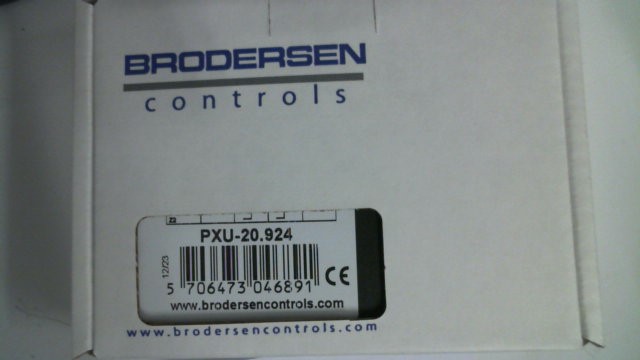 BRODERSEN
controls
PXU-20.924
12/23
5 706473 046891
CE
www.brodersencontrols.com
www.brodersencontrols.com